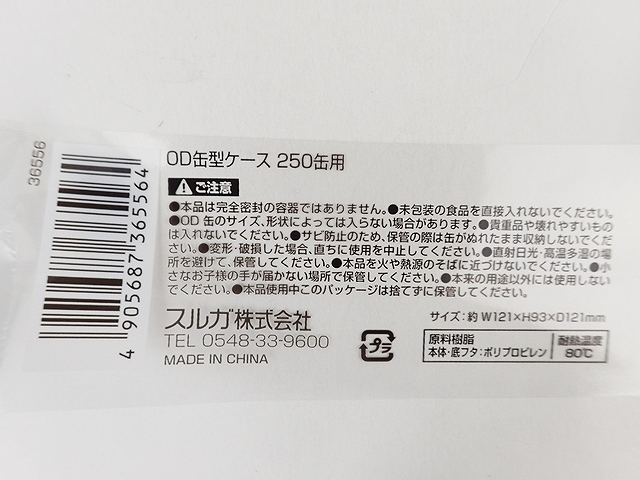 36556
4 905687 365564
OD缶型ケース 250缶用
ご注意
●本品は完全密封の容器ではありません。●未包装の食品を直接入れないでください。
●OD 缶のサイズ、形状によっては入らない場合があります。●貴重品や壊れやすいもの
は入れないでください。●サビ防止のため、保管の際は缶がぬれたまま収納しないでくだ
さい。●変形・破損した場合、直ちに使用を中止してください。●直射日光・高温多湿の場
所を避けて、保管してください。●本品を火や熱源のそばに近づけないでください。●小
さなお子様の手が届かない場所で保管してください。●本来の用途以外には使用しない
でください。●本品使用中このパッケージは捨てずに保管してください。
スルガ株式会社
TEL 0548-33-9600
MADE IN CHINA
プラ
サイズ：約 W121×H93×D121mm
原料樹脂
本体・底フタ：ポリプロピレン
耐熱温度
80℃